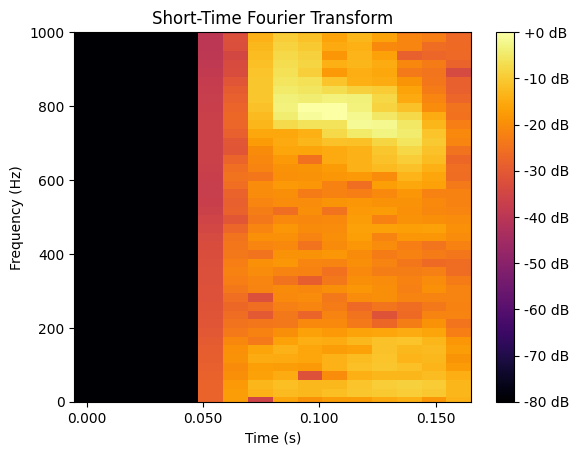 Short-Time Fourier Transform
1000
800
600
400
200
0
Frequency (Hz)
0.000
0.050
0.100
0.150
Time (s)
+0 dB
-10 dB
-20 dB
-30 dB
-40 dB
-50 dB
-60 dB
-70 dB
-80 dB